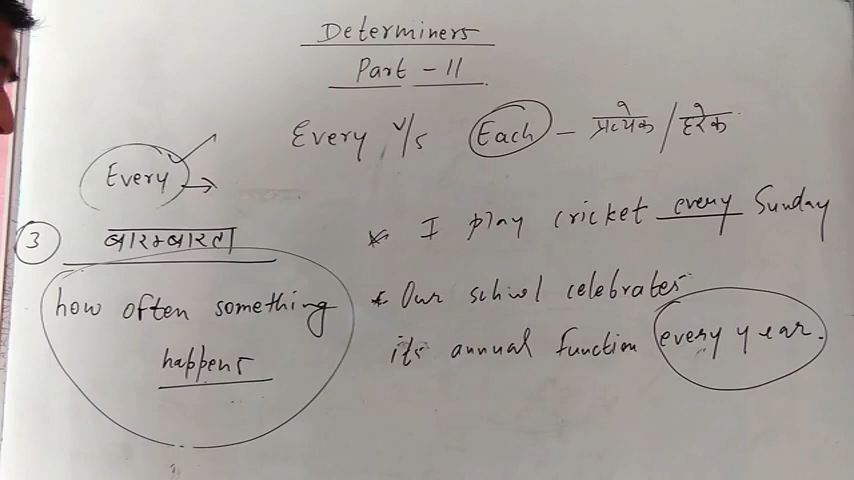 Determiners
Part - 11
Every v/s Each - प्रत्येक / हरेक
Every
3 बारम्बारता
how often something
happens
* I play cricket every Sunday
* Our school celebrates
its annual function every year.